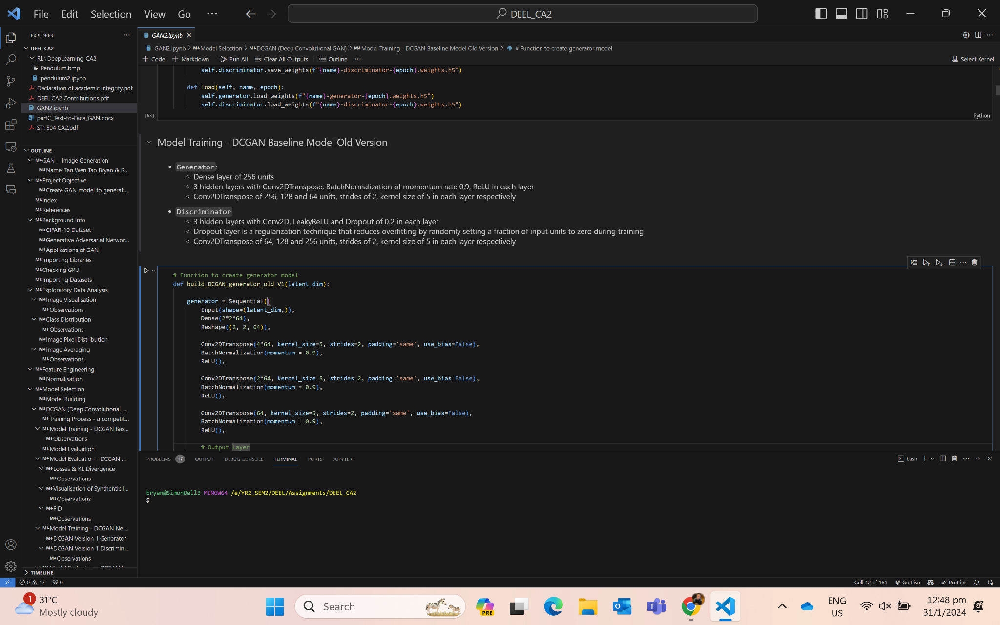 File Edit Selection View Go ··· DEEL_CA2
EXPLORER ···
DEEL_CA2
RL\DeepLearning-CA2
Pendulum.bmp
pendulum2.ipynb
Declaration of academic integrity.pdf
DEEL CA2 Contributions.pdf
GAN2.ipynb
partC_Text-to-Face_GAN.docx
ST1504 CA2.pdf
OUTLINE
M↓GAN - Image Generation
M↓Name: Tan Wen Tao Bryan & R...
M↓Project Objective
M↓Create GAN model to generat...
M↓Index
M↓References
M↓Background Info
M↓CIFAR-10 Dataset
M↓Generative Adversarial Networ...
M↓Applications of GAN
M↓Importing Libraries
M↓Checking GPU
M↓Importing Datasets
M↓Exploratory Data Analysis
M↓Image Visualisation
M↓Observations
M↓Class Distribution
M↓Observations
M↓Image Pixel Distribution
M↓Image Averaging
M↓Observations
M↓Feature Engineering
M↓Normalisation
M↓Model Selection
M↓Model Building
M↓DCGAN (Deep Convolutional ...
M↓Training Process - a competit...
M↓Model Training - DCGAN Bas...
M↓Observations
M↓Model Evaluation
M↓Model Evaluation - DCGAN ...
M↓Losses & KL Divergence
M↓Observations
M↓Visualisation of Synthentic I...
M↓Observations
M↓FID
M↓Observations
M↓Model Training - DCGAN Ne...
M↓DCGAN Version 1 Generator
M↓DCGAN Version 1 Discrimin...
M↓Observations
TIMELINE
GAN2.ipynb
GAN2.ipynb > M↓Model Selection > M↓DCGAN (Deep Convolutional GAN) > M↓Model Training - DCGAN Baseline Model Old Version > # Function to create generator model
+ Code + Markdown | Run All Clear All Outputs | Outline ··· Select Kernel
self.discriminator.save_weights(f"{name}-discriminator-{epoch}.weights.h5")
def load(self, name, epoch):
self.generator.load_weights(f"{name}-generator-{epoch}.weights.h5")
self.discriminator.load_weights(f"{name}-discriminator-{epoch}.weights.h5")
[68] Python
Model Training - DCGAN Baseline Model Old Version
• Generator:
◦ Dense layer of 256 units
◦ 3 hidden layers with Conv2DTranspose, BatchNormalization of momentum rate 0.9, ReLU in each layer
◦ Conv2DTranspose of 256, 128 and 64 units, strides of 2, kernel size of 5 in each layer respectively
• Discriminator
◦ 3 hidden layers with Conv2D, LeakyReLU and Dropout of 0.2 in each layer
◦ Dropout layer is a regularization technique that reduces overfitting by randomly setting a fraction of input units to zero during training
◦ Conv2DTranspose of 64, 128 and 256 units, strides of 2, kernel size of 5 in each layer respectively
# Function to create generator model
def build_DCGAN_generator_old_V1(latent_dim):
generator = Sequential([
Input(shape=(latent_dim,)),
Dense(2*2*64),
Reshape((2, 2, 64)),
Conv2DTranspose(4*64, kernel_size=5, strides=2, padding='same', use_bias=False),
BatchNormalization(momentum = 0.9),
ReLU(),
Conv2DTranspose(2*64, kernel_size=5, strides=2, padding='same', use_bias=False),
BatchNormalization(momentum = 0.9),
ReLU(),
Conv2DTranspose(64, kernel_size=5, strides=2, padding='same', use_bias=False),
BatchNormalization(momentum = 0.9),
ReLU(),
# Output Layer
PROBLEMS 17 OUTPUT DEBUG CONSOLE TERMINAL PORTS JUPYTER bash
bryan@SimonDell3 MINGW64 /e/YR2_SEM2/DEEL/Assignments/DEEL_CA2
$
0 17 0 Cell 42 of 161 Go Live Prettier
1 31°C
Mostly cloudy
Search
PRE
ENG
US
12:48 pm
31/1/2024